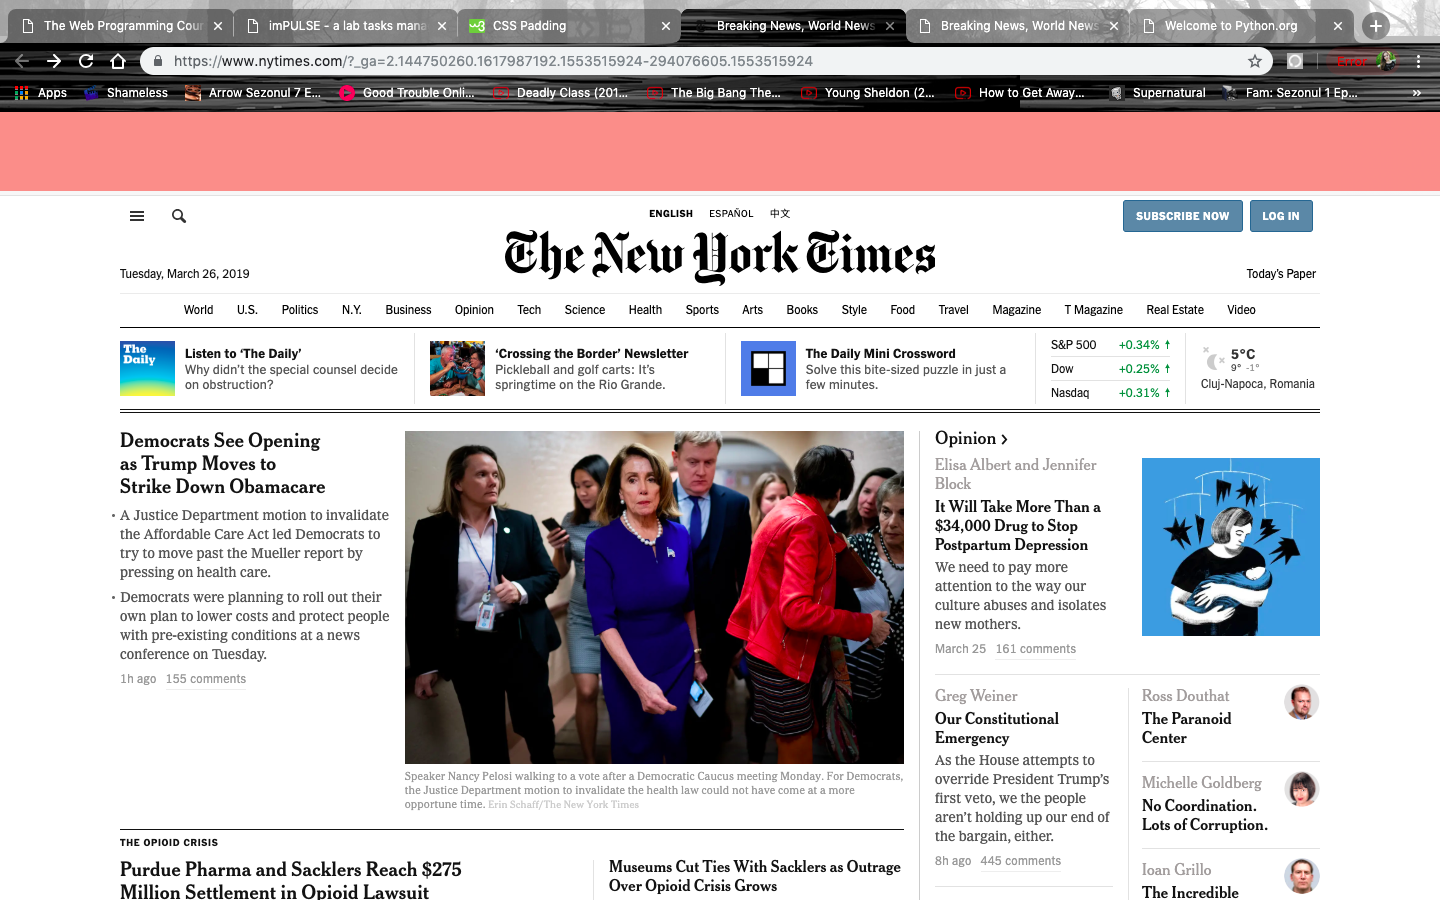 The Web Programming Cour
imPULSE - a lab tasks mana
CSS Padding
Breaking News, World News
Breaking News, World News
Welcome to Python.org
https://www.nytimes.com/?_ga=2.144750260.1617987192.1553515924-294076605.1553515924
Error
Apps
Shameless
Arrow Sezonul 7 E...
Good Trouble Onli...
Deadly Class (201...
The Big Bang The...
Young Sheldon (2...
How to Get Away...
Supernatural
Fam: Sezonul 1 Ep...
ENGLISH
ESPAÑOL
中文
SUBSCRIBE NOW
LOG IN
The New York Times
Tuesday, March 26, 2019
Today's Paper
World U.S. Politics N.Y. Business Opinion Tech Science Health Sports Arts Books Style Food Travel Magazine T Magazine Real Estate Video
The
Daily
Listen to ‘The Daily’
Why didn’t the special counsel decide
on obstruction?
‘Crossing the Border’ Newsletter
Pickleball and golf carts: It’s
springtime on the Rio Grande.
The Daily Mini Crossword
Solve this bite-sized puzzle in just a
few minutes.
S&P 500 +0.34% ↑
Dow +0.25% ↑
Nasdaq +0.31% ↑
5°C
9° -1°
Cluj-Napoca, Romania
Democrats See Opening
as Trump Moves to
Strike Down Obamacare
• A Justice Department motion to invalidate
the Affordable Care Act led Democrats to
try to move past the Mueller report by
pressing on health care.
• Democrats were planning to roll out their
own plan to lower costs and protect people
with pre-existing conditions at a news
conference on Tuesday.
1h ago 155 comments
Speaker Nancy Pelosi walking to a vote after a Democratic Caucus meeting Monday. For Democrats,
the Justice Department motion to invalidate the health law could not have come at a more
opportune time. Erin Schaff/The New York Times
THE OPIOID CRISIS
Purdue Pharma and Sacklers Reach $275
Million Settlement in Opioid Lawsuit
Museums Cut Ties With Sacklers as Outrage
Over Opioid Crisis Grows
Opinion >
Elisa Albert and Jennifer
Block
It Will Take More Than a
$34,000 Drug to Stop
Postpartum Depression
We need to pay more
attention to the way our
culture abuses and isolates
new mothers.
March 25 161 comments
Greg Weiner
Our Constitutional
Emergency
As the House attempts to
override President Trump’s
first veto, we the people
aren’t holding up our end of
the bargain, either.
8h ago 445 comments
Ross Douthat
The Paranoid
Center
Michelle Goldberg
No Coordination.
Lots of Corruption.
Ioan Grillo
The Incredible